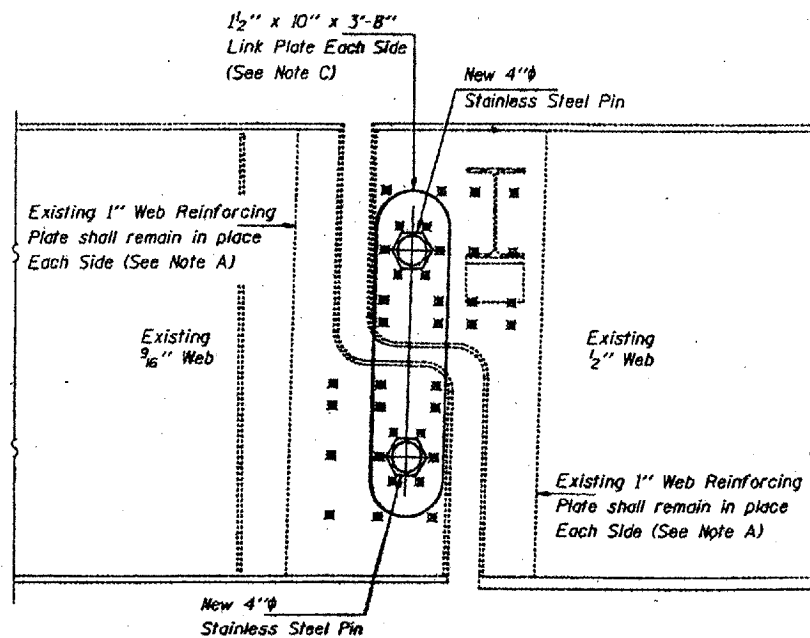 1½" x 10" x 3'-8"
Link Plate Each Side
(See Note C)
New 4"ϕ
Stainless Steel Pin
Existing 1" Web Reinforcing
Plate shall remain in place
Each Side (See Note A)
Existing
9/16" Web
Existing
½" Web
Existing 1" Web Reinforcing
Plate shall remain in place
Each Side (See Note A)
New 4"ϕ
Stainless Steel Pin